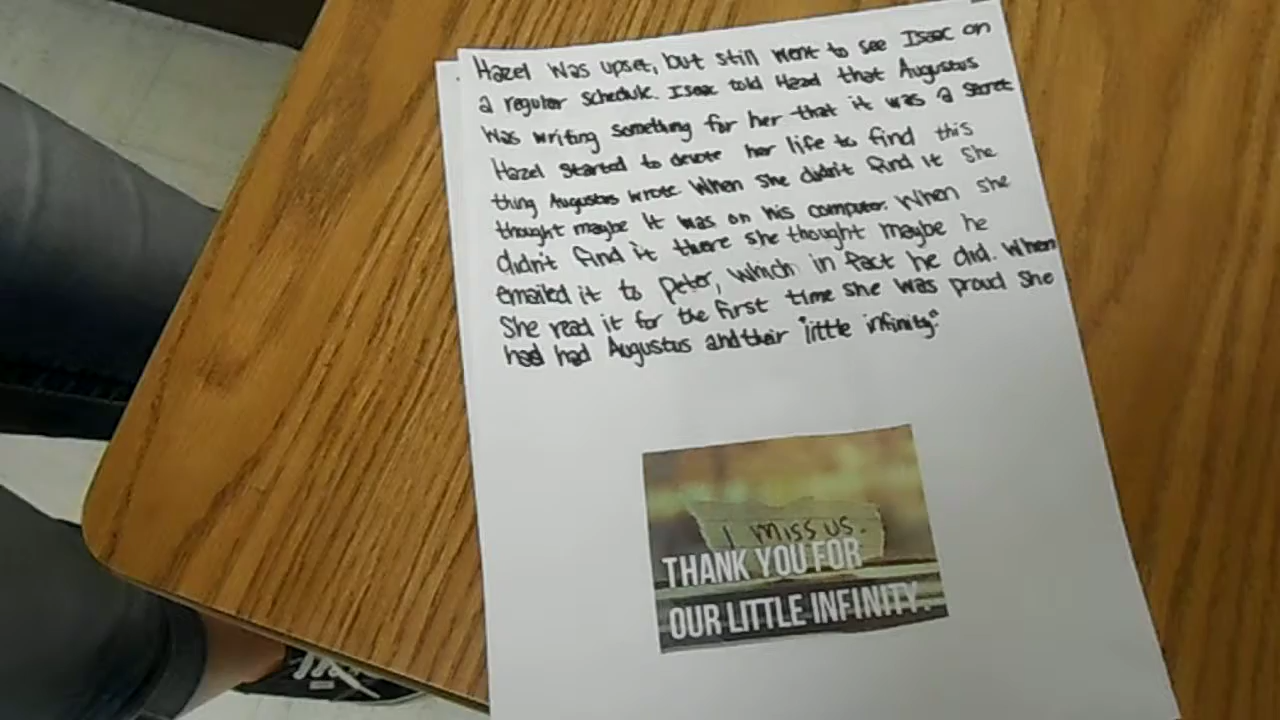 Hazel was upset, but still went to see Isaac on
a regular schedule. Isaac told Hazel that Augustus
was writing something for her that it was a secret
Hazel started to devote her life to find this
thing Augustus wrote. When she didn't find it she
thought maybe it was on his computer. When she
didn't find it there she thought maybe he
emailed it to peter, which in fact he did. When
She read it for the first time she was proud she
had had Augustus and their "little infinity."
I MISS US.
THANK YOU FOR
OUR LITTLE INFINITY.